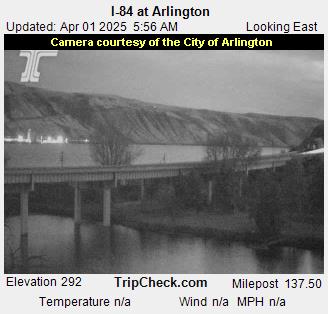 I-84 at Arlington
Updated: Apr 01 2025 5:56 AM Looking East
Camera courtesy of the City of Arlington
Elevation 292 TripCheck.com Milepost 137.50
Temperature n/a Wind n/a MPH n/a